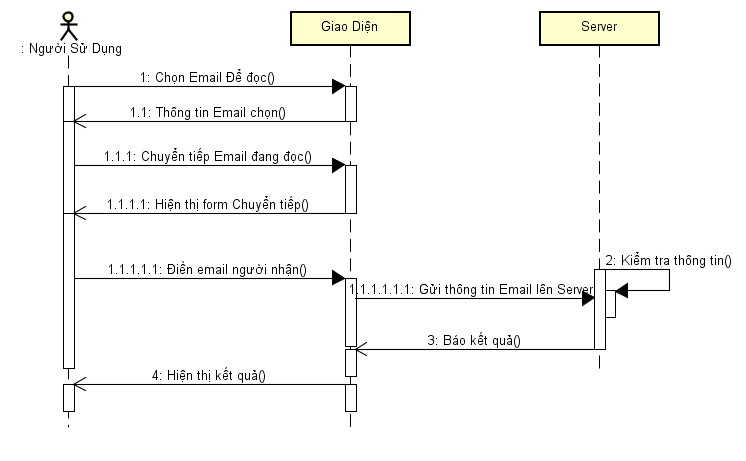 : Người Sử Dụng
Giao Diện
Server
1: Chọn Email Để đọc()
1.1: Thông tin Email chọn()
1.1.1: Chuyển tiếp Email đang đọc()
1.1.1.1: Hiện thị form Chuyển tiếp()
2: Kiểm tra thông tin()
1.1.1.1.1: Điền email người nhận()
1.1.1.1.1.1: Gửi thông tin Email lên Server
3: Báo kết quả()
4: Hiện thị kết quả()